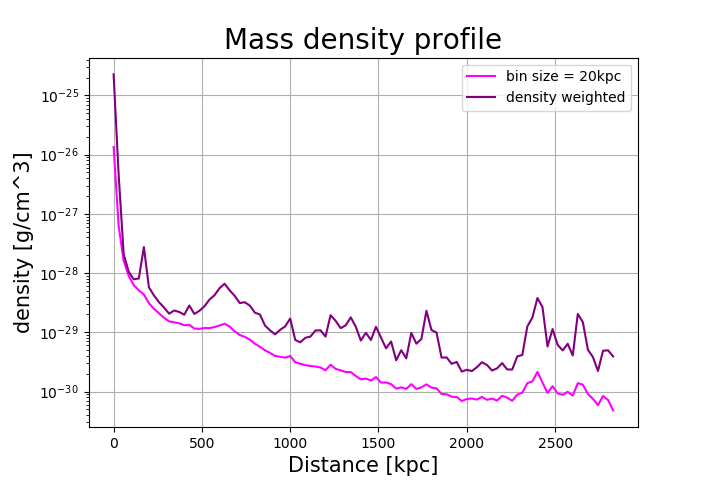 Mass density profile
bin size = 20kpc
density weighted
density [g/cm^3]
10⁻²⁵
10⁻²⁶
10⁻²⁷
10⁻²⁸
10⁻²⁹
10⁻³⁰
0 500 1000 1500 2000 2500
Distance [kpc]